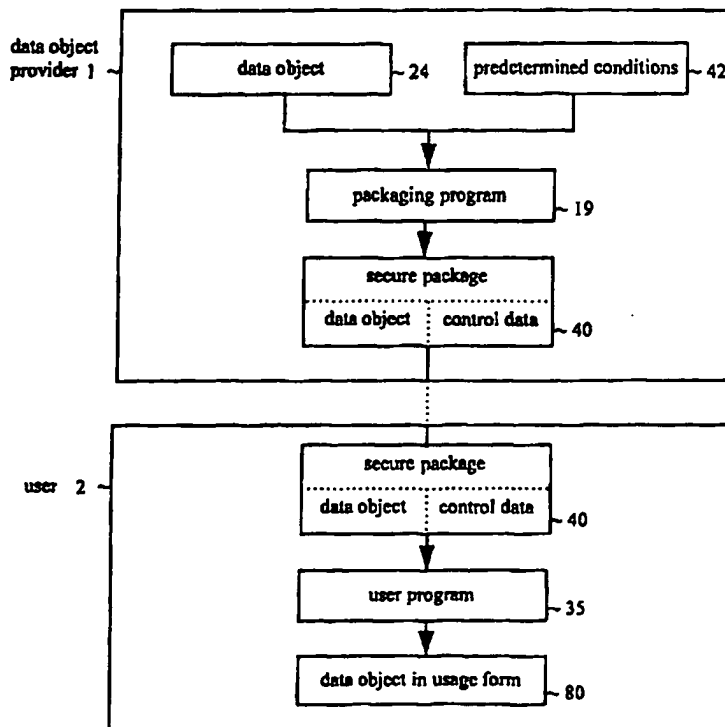 data object
provider 1
data object
24
predetermined conditions
42
packaging program
19
secure package
data object
control data
40
user 2
secure package
data object
control data
40
user program
35
data object in usage form
80